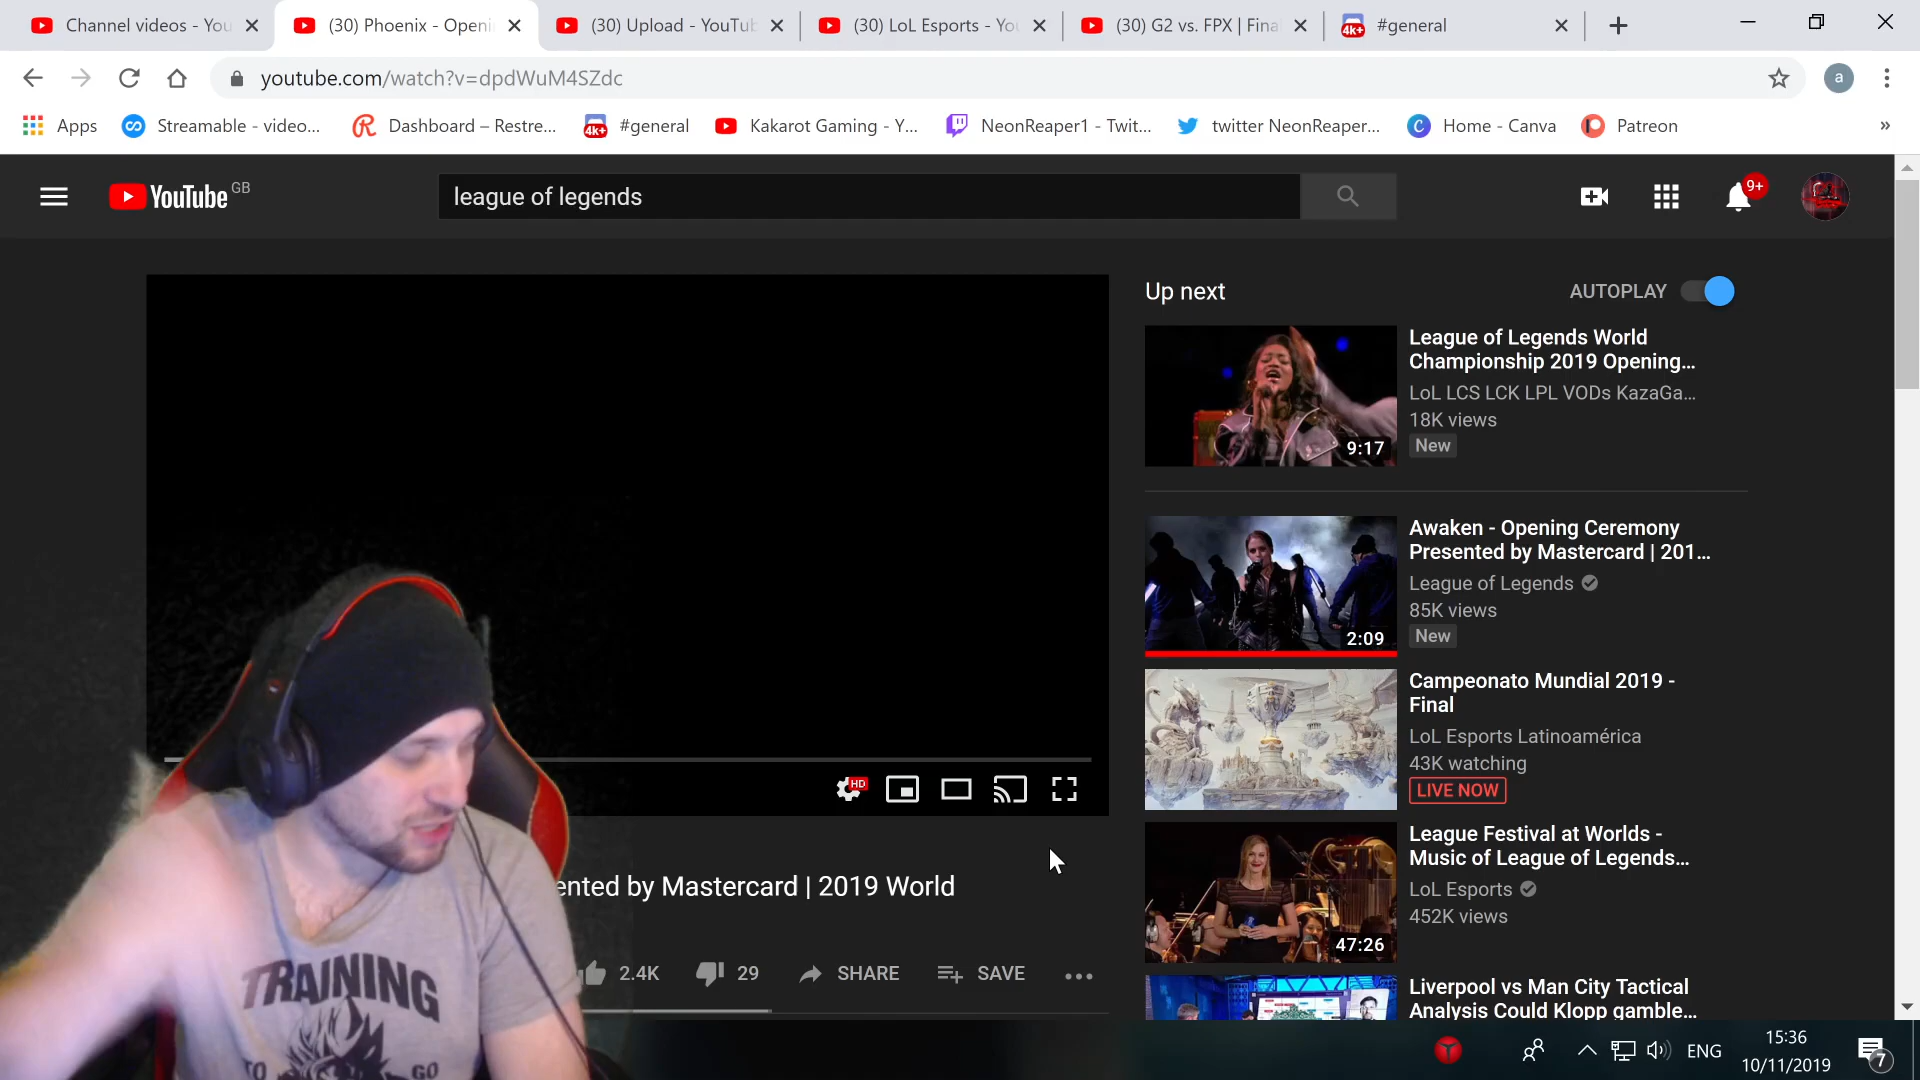 Channel videos - You
(30) Phoenix - Openi
(30) Upload - YouTub
(30) LoL Esports - Yo
(30) G2 vs. FPX | Fina
#general
youtube.com/watch?v=dpdWuM4SZdc
a
Apps
Streamable - video...
Dashboard – Restre...
#general
Kakarot Gaming - Y...
NeonReaper1 - Twit...
twitter NeonReaper...
Home - Canva
Patreon
»
YouTube GB
league of legends
9+
Up next
AUTOPLAY
League of Legends World
Championship 2019 Opening...
LoL LCS LCK LPL VODs KazaGa...
18K views
New
9:17
Awaken - Opening Ceremony
Presented by Mastercard | 201...
League of Legends
85K views
New
2:09
Campeonato Mundial 2019 -
Final
LoL Esports Latinoamérica
43K watching
LIVE NOW
HD
League Festival at Worlds -
Music of League of Legends...
LoL Esports
452K views
47:26
ented by Mastercard | 2019 World
2.4K
29
SHARE
SAVE
Liverpool vs Man City Tactical
Analysis Could Klopp gamble...
TRAINING
TO GO
ENG
15:36
10/11/2019
7
4k+
4k+